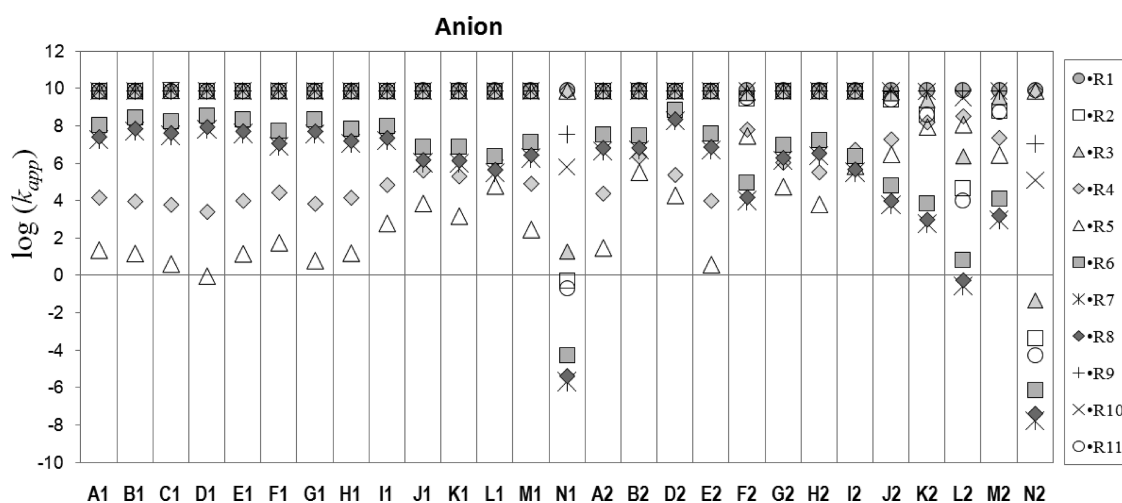 Anion
log (kapp)
12
10
8
6
4
2
0
-2
-4
-6
-8
-10
A1 B1 C1 D1 E1 F1 G1 H1 I1 J1 K1 L1 M1 N1 A2 B2 D2 E2 F2 G2 H2 I2 J2 K2 L2 M2 N2
•R1
•R2
•R3
•R4
•R5
•R6
•R7
•R8
•R9
•R10
•R11